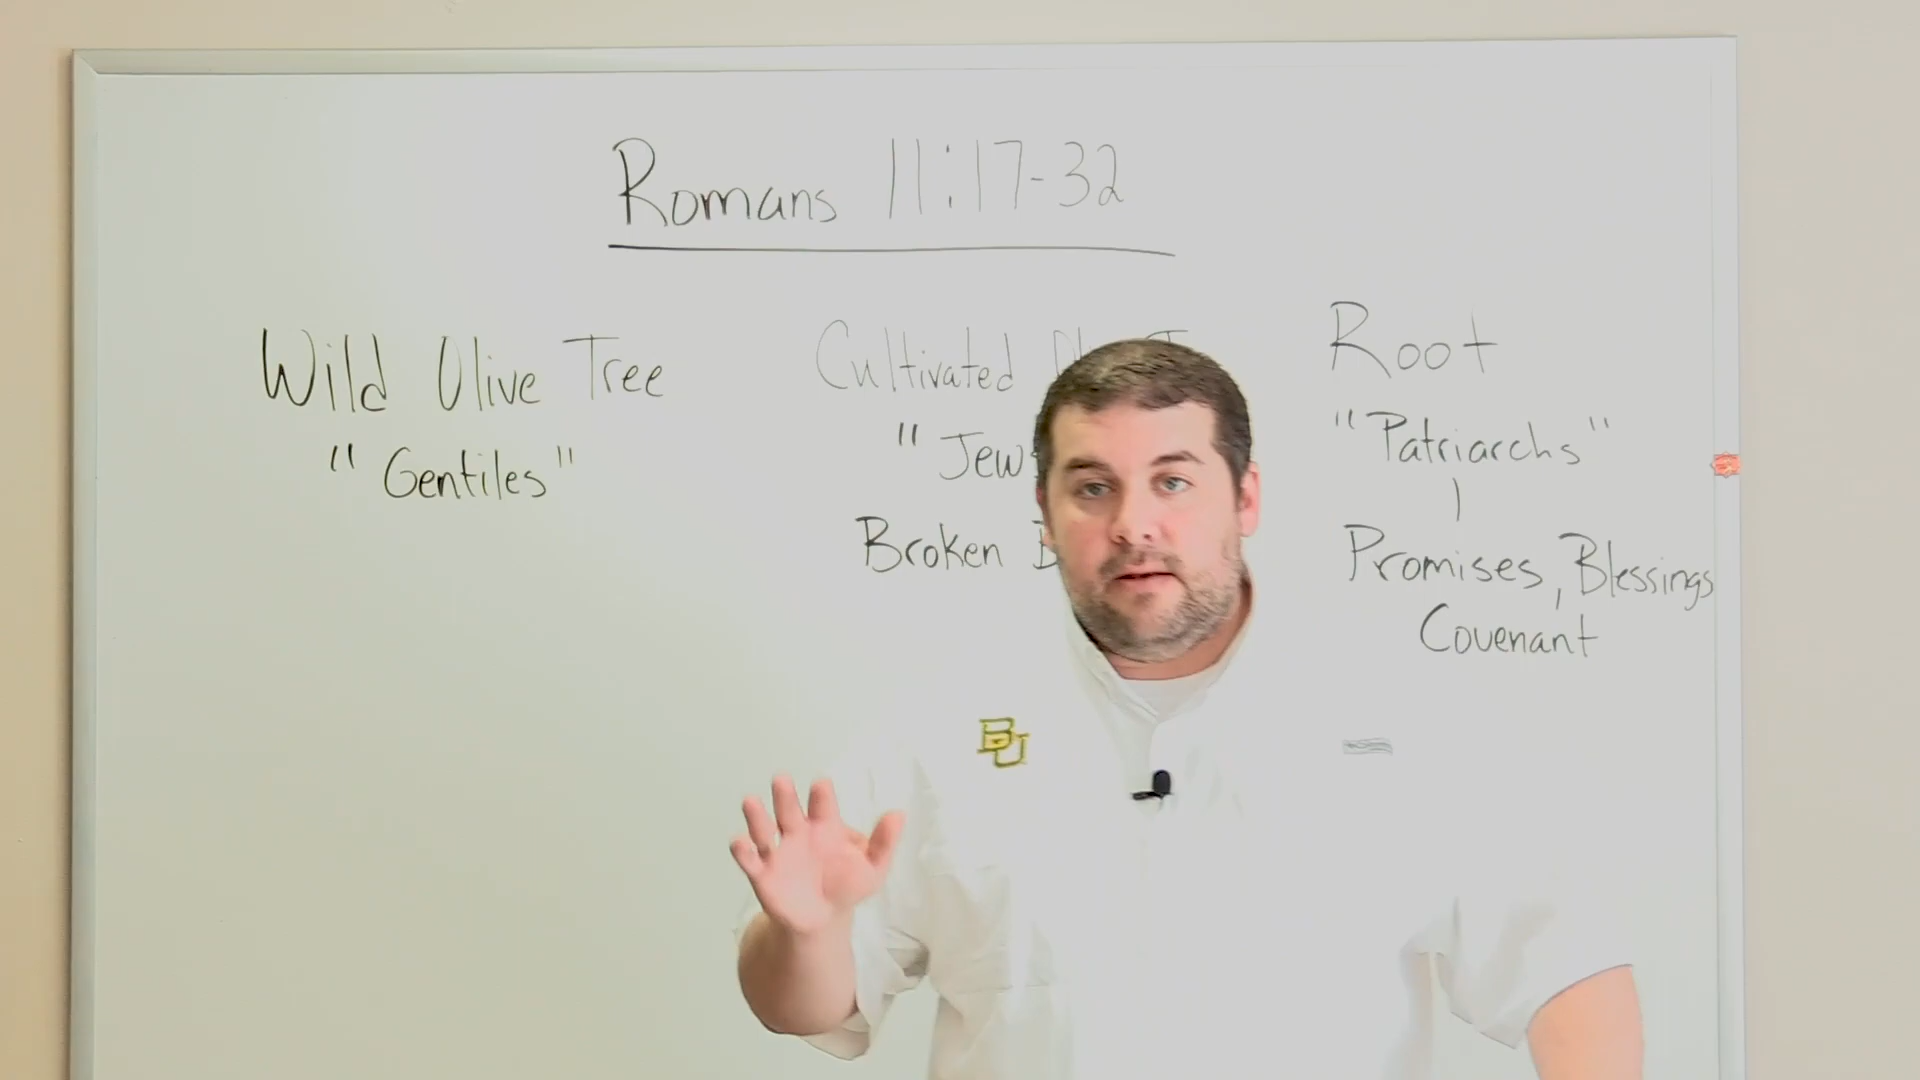 Romans 11:17-32
Wild Olive Tree
"Gentiles"
Cultivated
"Jew
Broken
Root
"Patriarchs"
Promises, Blessings,
Covenant
BU